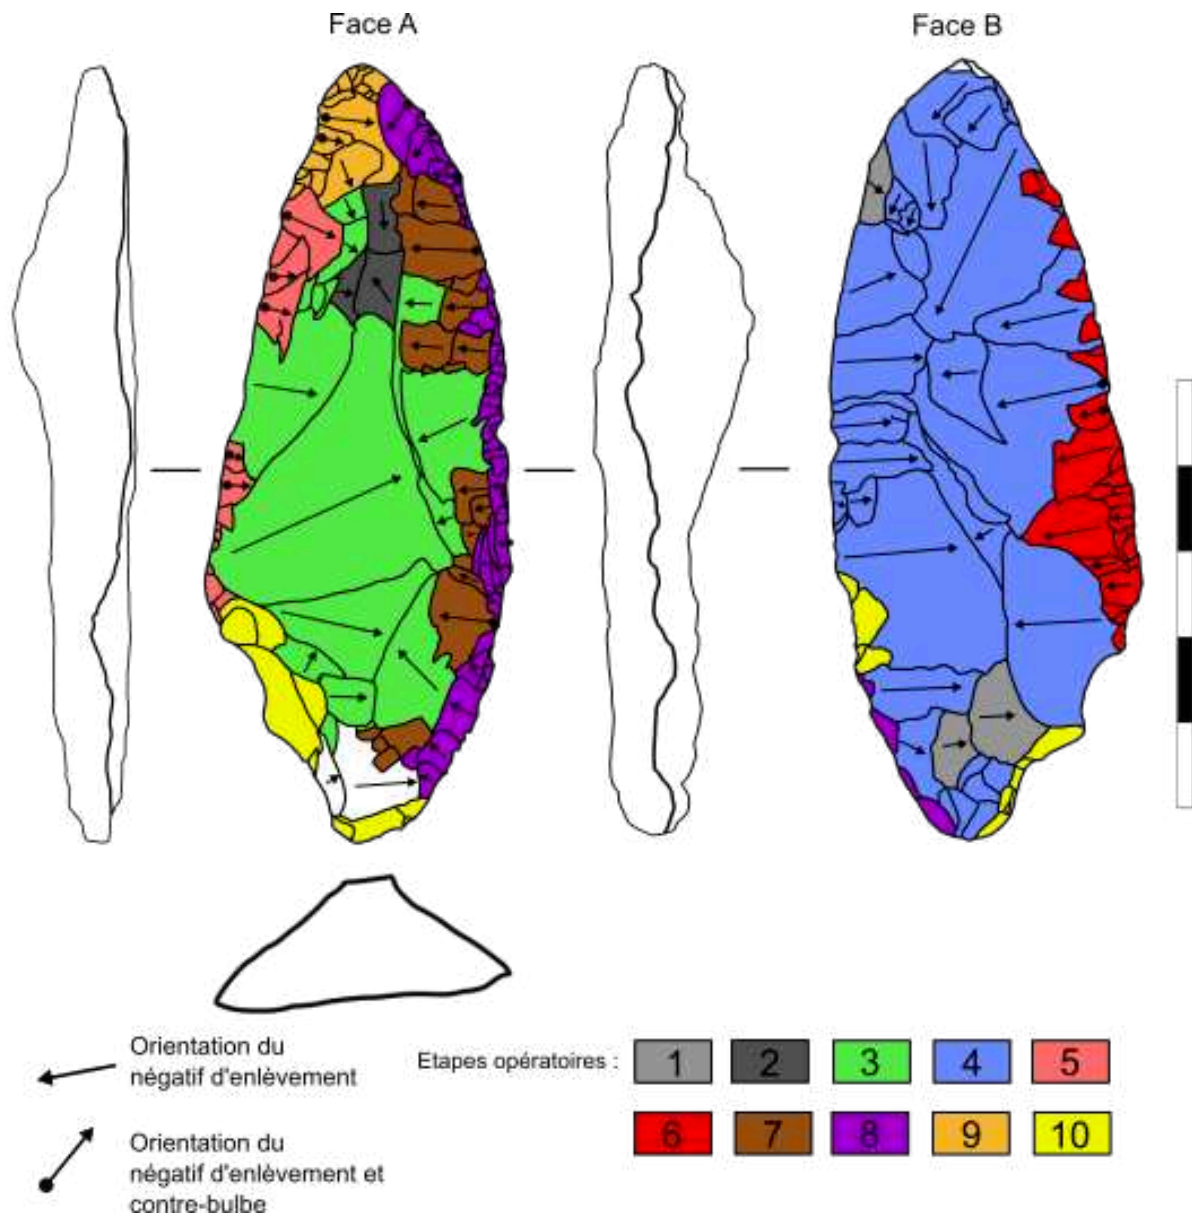 Face A
Face B
Orientation du
négatif d'enlèvement
Orientation du
négatif d'enlèvement et
contre-bulbe
Etapes opératoires :
1 2 3 4 5
6 7 8 9 10